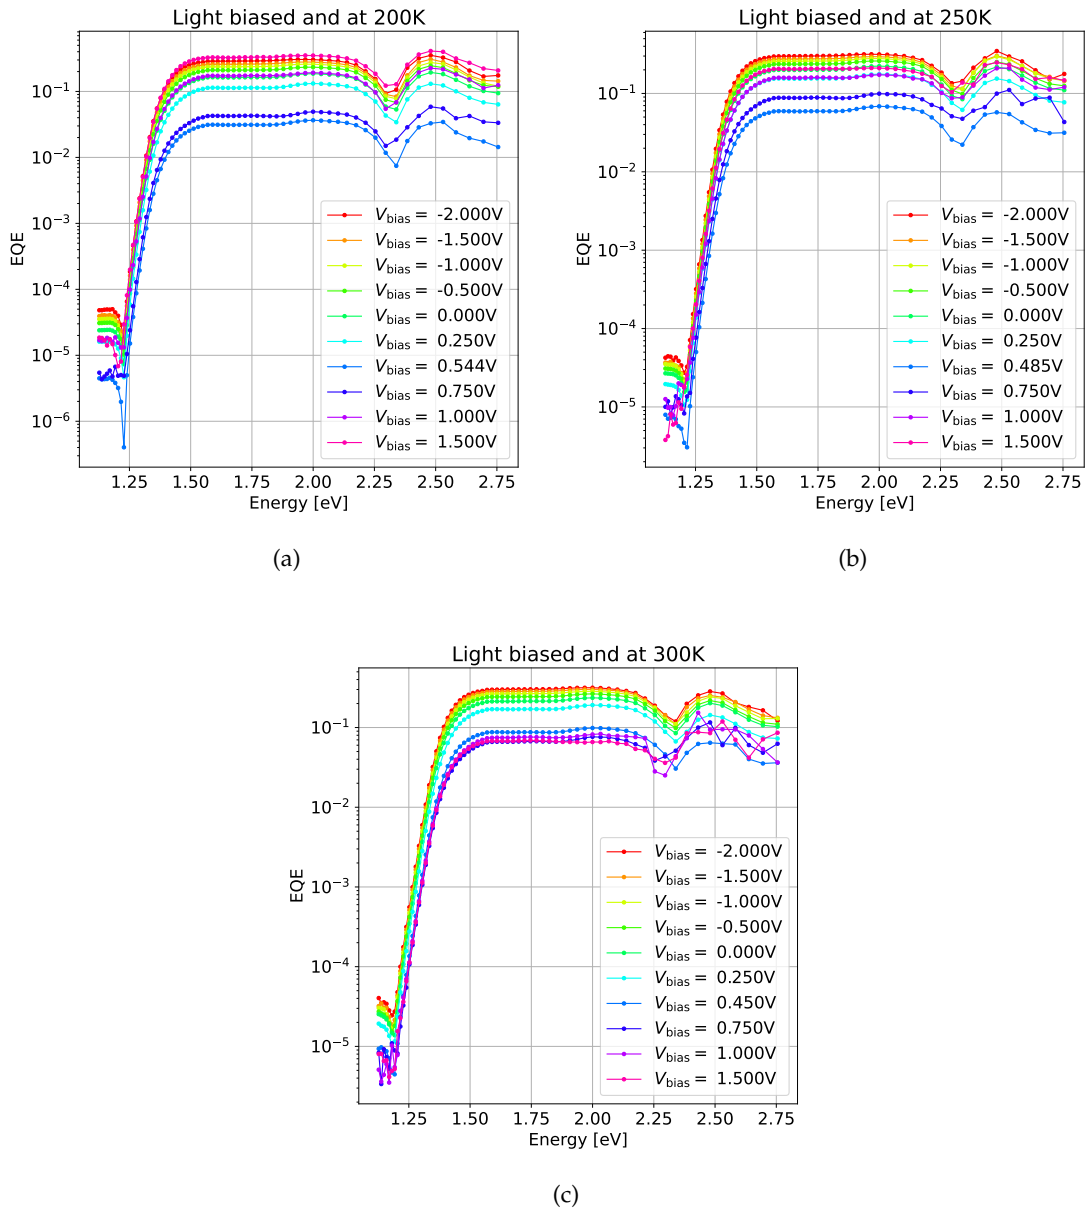 Light biased and at 200K
EQE
10⁻¹
10⁻²
10⁻³
10⁻⁴
10⁻⁵
10⁻⁶
V_bias = -2.000V
V_bias = -1.500V
V_bias = -1.000V
V_bias = -0.500V
V_bias = 0.000V
V_bias = 0.250V
V_bias = 0.544V
V_bias = 0.750V
V_bias = 1.000V
V_bias = 1.500V
1.25 1.50 1.75 2.00 2.25 2.50 2.75
Energy [eV]
(a)
Light biased and at 250K
EQE
10⁻¹
10⁻²
10⁻³
10⁻⁴
10⁻⁵
V_bias = -2.000V
V_bias = -1.500V
V_bias = -1.000V
V_bias = -0.500V
V_bias = 0.000V
V_bias = 0.250V
V_bias = 0.485V
V_bias = 0.750V
V_bias = 1.000V
V_bias = 1.500V
1.25 1.50 1.75 2.00 2.25 2.50 2.75
Energy [eV]
(b)
Light biased and at 300K
EQE
10⁻¹
10⁻²
10⁻³
10⁻⁴
10⁻⁵
V_bias = -2.000V
V_bias = -1.500V
V_bias = -1.000V
V_bias = -0.500V
V_bias = 0.000V
V_bias = 0.250V
V_bias = 0.450V
V_bias = 0.750V
V_bias = 1.000V
V_bias = 1.500V
1.25 1.50 1.75 2.00 2.25 2.50 2.75
Energy [eV]
(c)